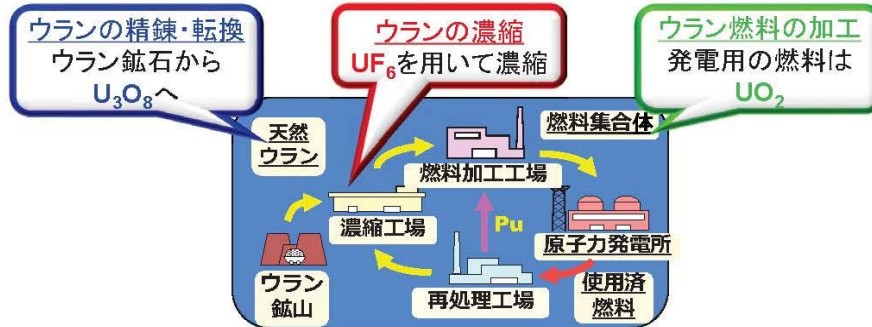 ウランの精錬・転換
ウラン鉱石から
U₃O₈へ
ウランの濃縮
UF₆を用いて濃縮
ウラン燃料の加工
発電用の燃料は
UO₂
天然
ウラン
燃料集合体
燃料加工工場
濃縮工場
Pu
原子力発電所
ウラン
鉱山
再処理工場
使用済
燃料